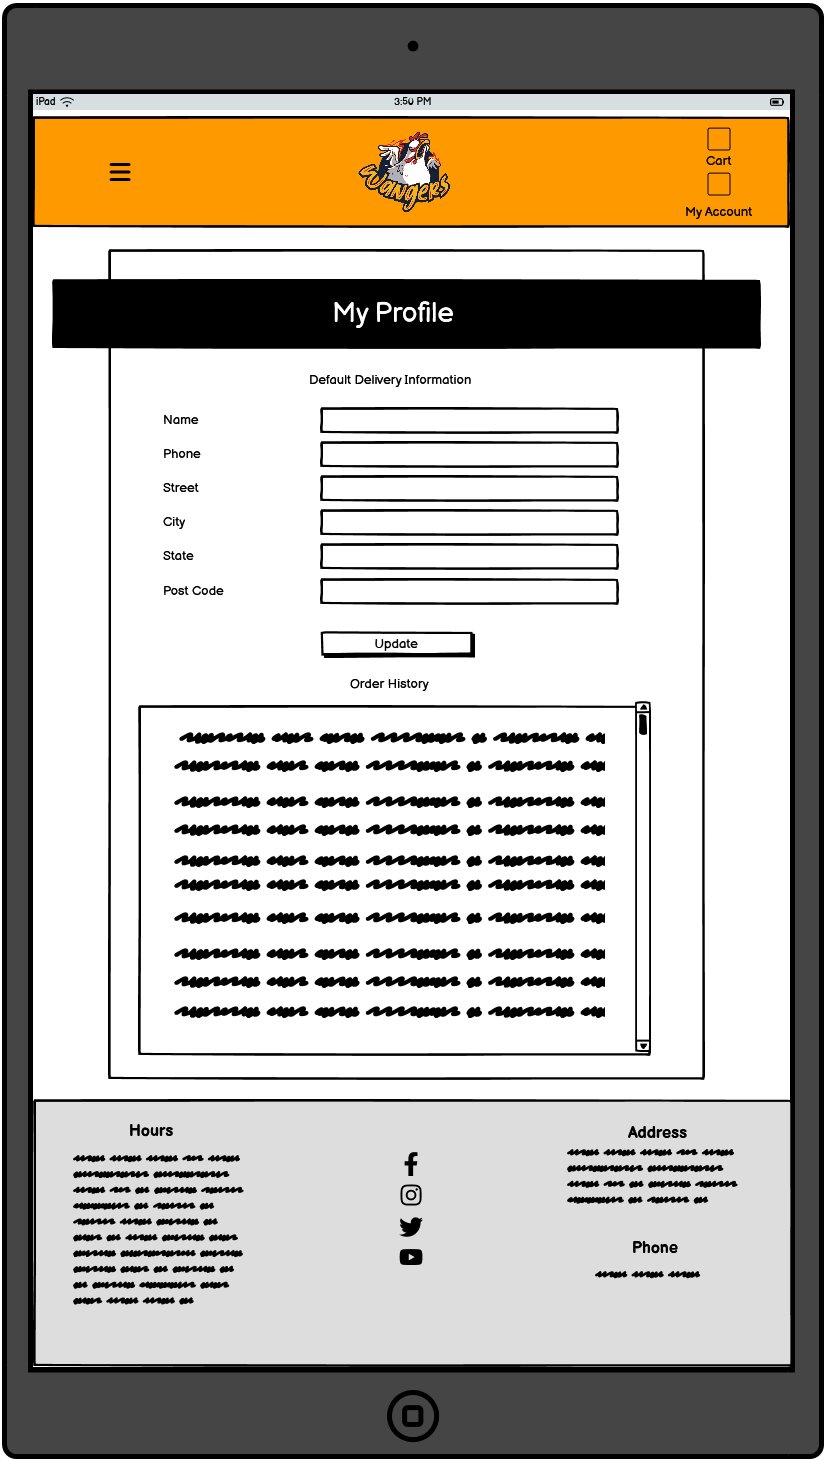 iPad 3:50 PM
Wangers
Cart
My Account
My Profile
Default Delivery Information
Name
Phone
Street
City
State
Post Code
Update
Order History
Hours
Address
Phone